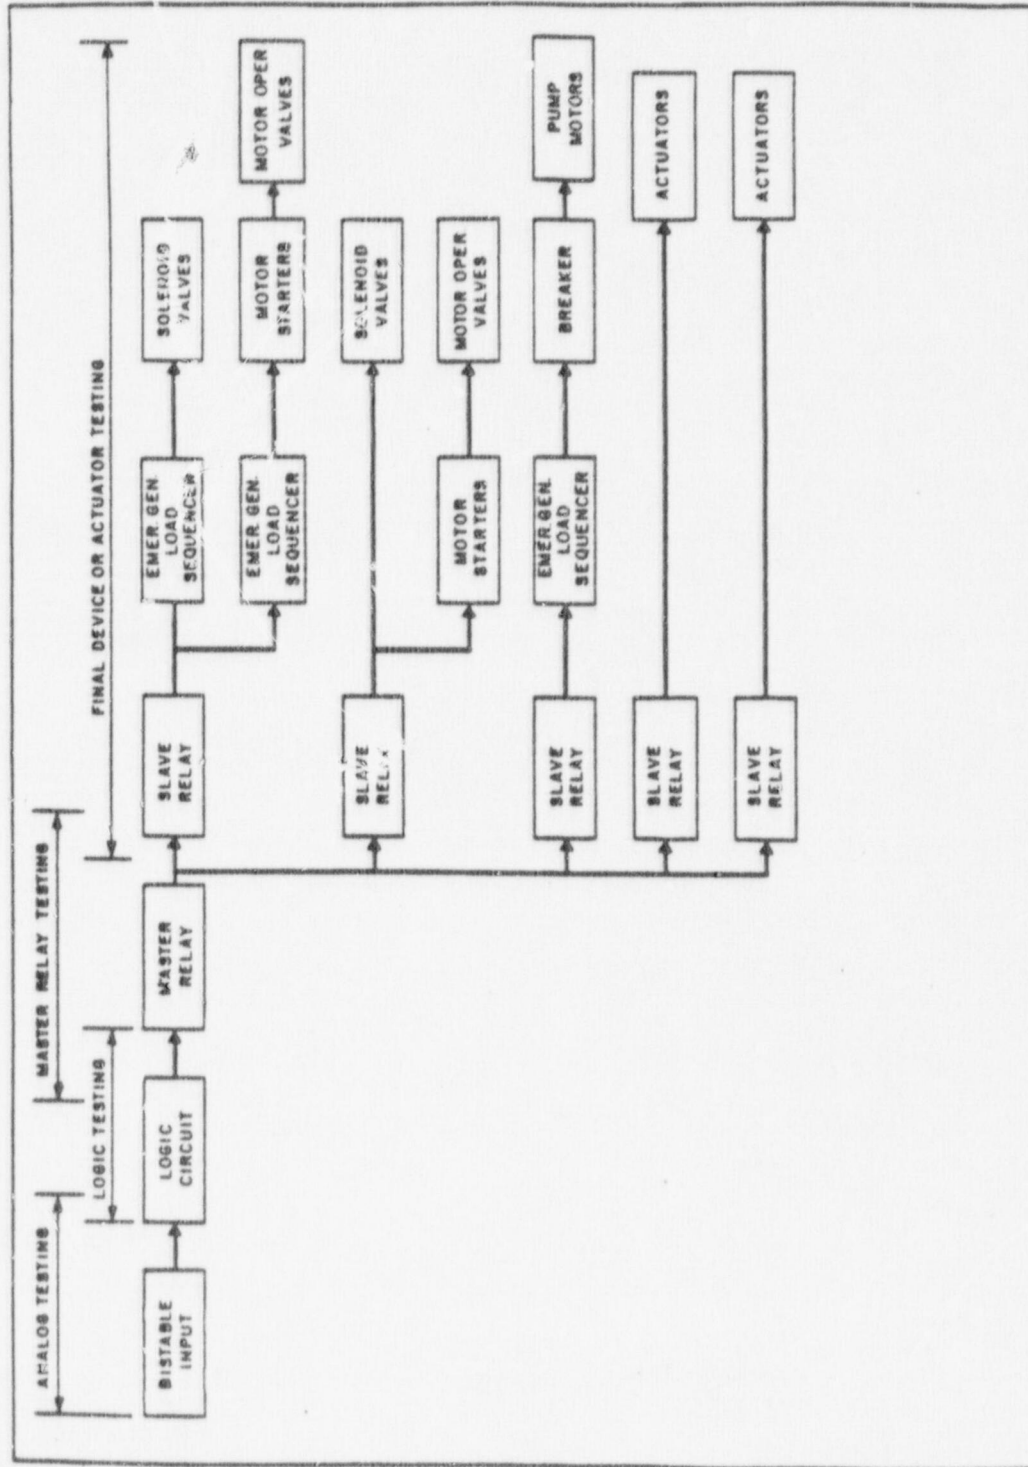 ANALOG TESTING
MASTER RELAY TESTING
LOGIC TESTING
FINAL DEVICE OR ACTUATOR TESTING
BISTABLE
INPUT
LOGIC
CIRCUIT
MASTER
RELAY
SLAVE
RELAY
EMER. GEN.
LOAD
SEQUENCER
SOLENOID
VALVES
EMER. GEN.
LOAD
SEQUENCER
MOTOR
STARTERS
MOTOR OPER
VALVES
SLAVE
RELAY
SOLENOID
VALVES
MOTOR
STARTERS
MOTOR OPER
VALVES
SLAVE
RELAY
EMER. GEN.
LOAD
SEQUENCER
BREAKER
PUMP
MOTORS
SLAVE
RELAY
ACTUATORS
SLAVE
RELAY
ACTUATORS